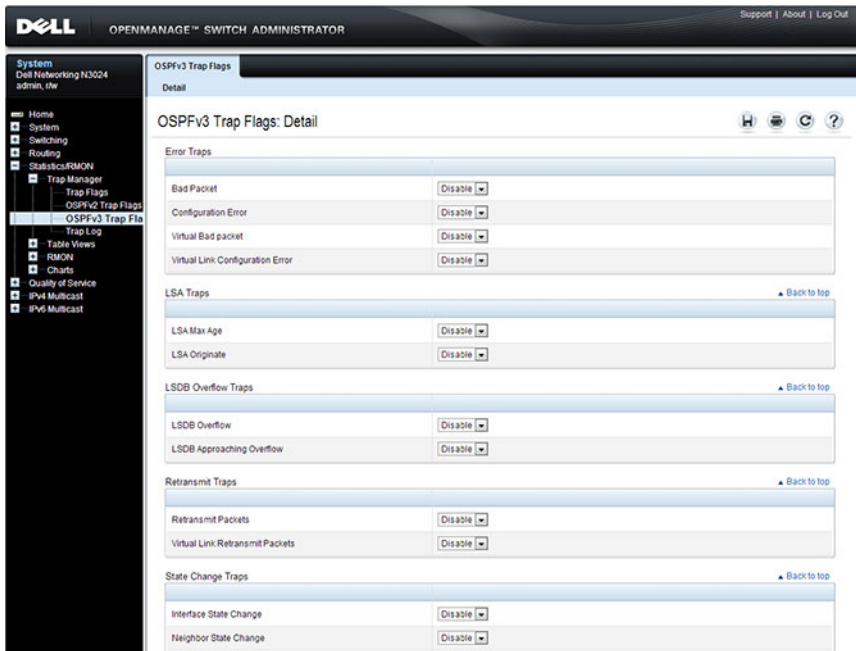 Support | About | Log Out
DELL OPENMANAGE™ SWITCH ADMINISTRATOR
System
Dell Networking N3024
admin, r/w
Home
System
Switching
Routing
Statistics/RMON
Trap Manager
Trap Flags
OSPFv2 Trap Flags
OSPFv3 Trap Fla
Trap Log
Table Views
RMON
Charts
Quality of Service
IPv4 Multicast
IPv6 Multicast
OSPFv3 Trap Flags
Detail
OSPFv3 Trap Flags: Detail
Error Traps
Bad Packet Disable
Configuration Error Disable
Virtual Bad packet Disable
Virtual Link Configuration Error Disable
LSA Traps Back to top
LSA Max Age Disable
LSA Originate Disable
LSDB Overflow Traps Back to top
LSDB Overflow Disable
LSDB Approaching Overflow Disable
Retransmit Traps Back to top
Retransmit Packets Disable
Virtual Link Retransmit Packets Disable
State Change Traps Back to top
Interface State Change Disable
Neighbor State Change Disable